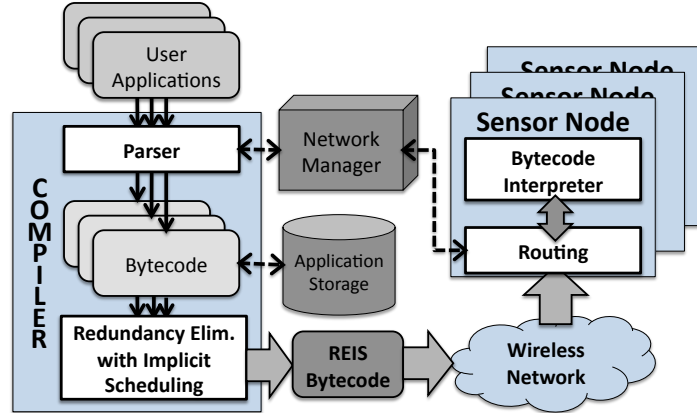 User
Applications
Parser
COMPILER
Bytecode
Redundancy Elim.
with Implicit
Scheduling
Network
Manager
Application
Storage
REIS
Bytecode
Sensor Node
Sensor Node
Sensor Node
Bytecode
Interpreter
Routing
Wireless
Network